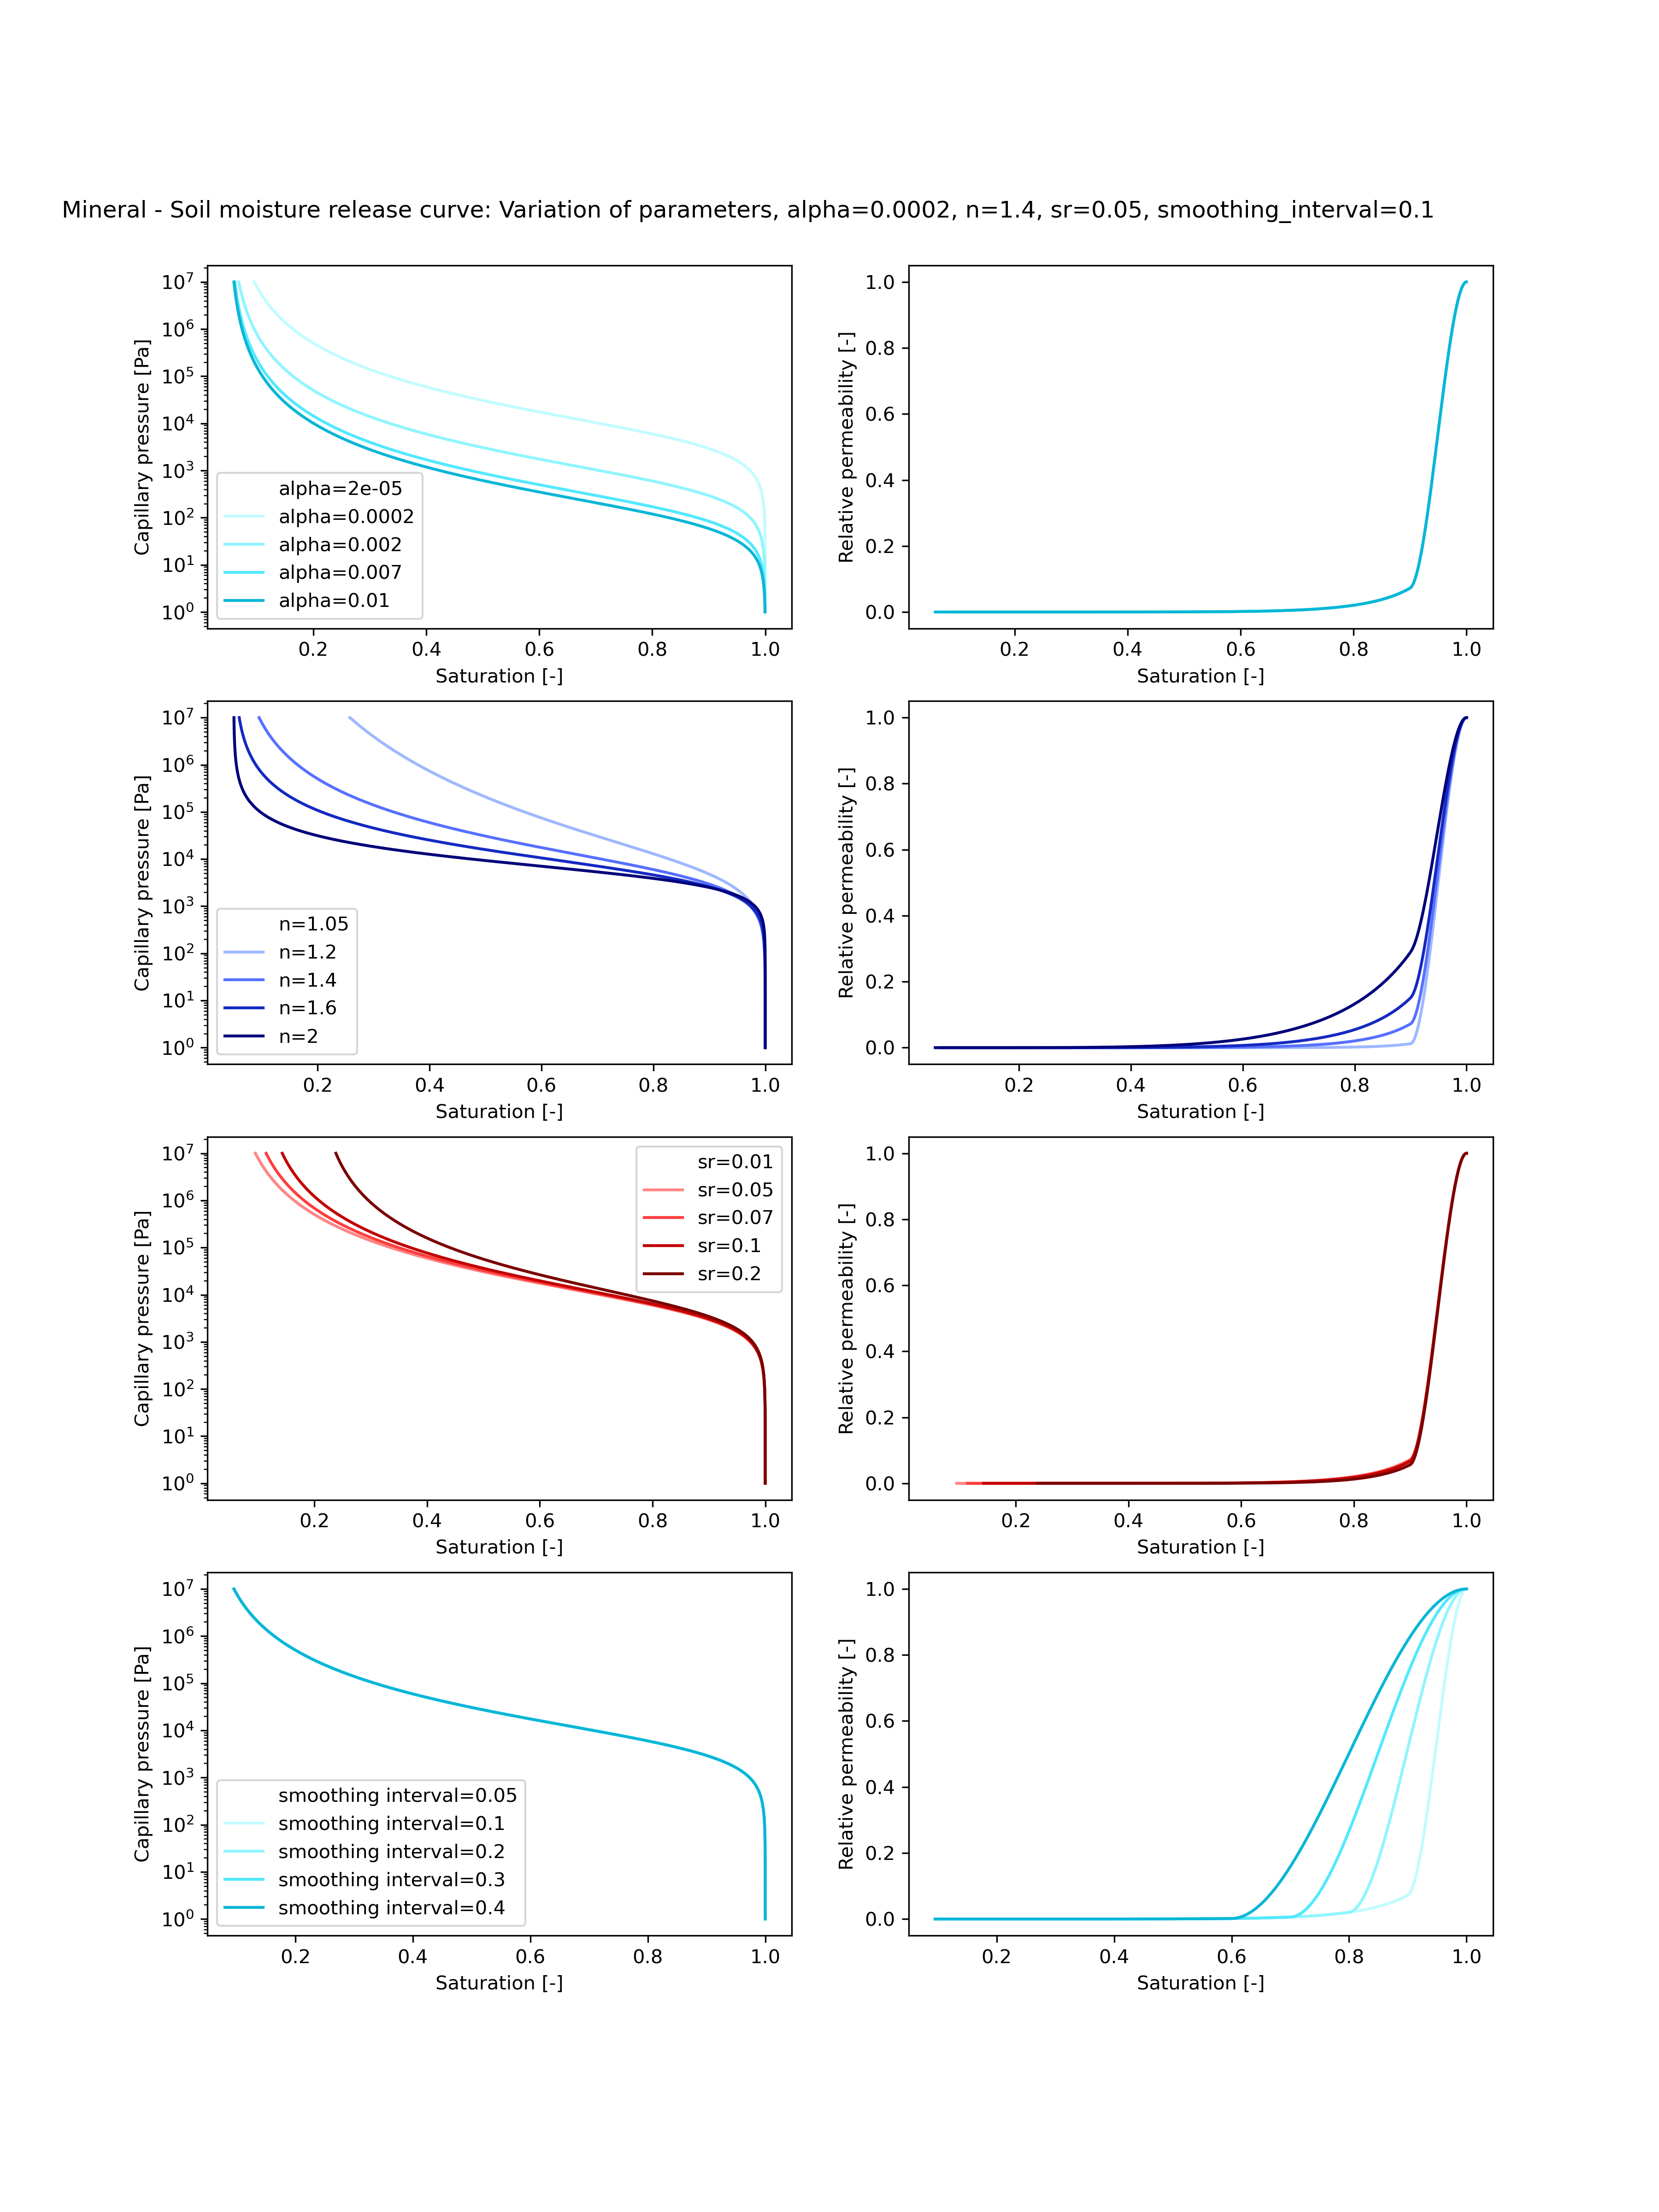 Mineral - Soil moisture release curve: Variation of parameters, alpha=0.0002, n=1.4, sr=0.05, smoothing_interval=0.1
10⁷
10⁶
10⁵
10⁴
10³
10²
10¹
10⁰
Capillary pressure [Pa]
alpha=2e-05
alpha=0.0002
alpha=0.002
alpha=0.007
alpha=0.01
0.2 0.4 0.6 0.8 1.0
Saturation [-]
1.0
0.8
0.6
0.4
0.2
0.0
Relative permeability [-]
0.2 0.4 0.6 0.8 1.0
Saturation [-]
10⁷
10⁶
10⁵
10⁴
10³
10²
10¹
10⁰
Capillary pressure [Pa]
n=1.05
n=1.2
n=1.4
n=1.6
n=2
0.2 0.4 0.6 0.8 1.0
Saturation [-]
1.0
0.8
0.6
0.4
0.2
0.0
Relative permeability [-]
0.2 0.4 0.6 0.8 1.0
Saturation [-]
10⁷
10⁶
10⁵
10⁴
10³
10²
10¹
10⁰
Capillary pressure [Pa]
sr=0.01
sr=0.05
sr=0.07
sr=0.1
sr=0.2
0.2 0.4 0.6 0.8 1.0
Saturation [-]
1.0
0.8
0.6
0.4
0.2
0.0
Relative permeability [-]
0.2 0.4 0.6 0.8 1.0
Saturation [-]
10⁷
10⁶
10⁵
10⁴
10³
10²
10¹
10⁰
Capillary pressure [Pa]
smoothing interval=0.05
smoothing interval=0.1
smoothing interval=0.2
smoothing interval=0.3
smoothing interval=0.4
0.2 0.4 0.6 0.8 1.0
Saturation [-]
1.0
0.8
0.6
0.4
0.2
0.0
Relative permeability [-]
0.2 0.4 0.6 0.8 1.0
Saturation [-]